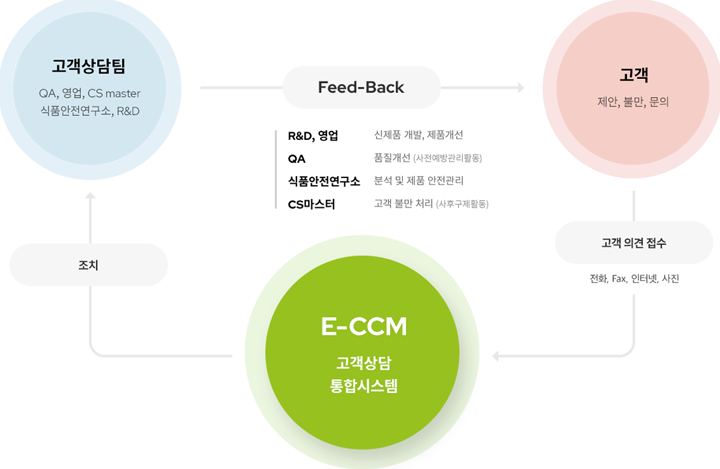 고객상담팀
QA, 영업, CS master
식품안전연구소, R&D
Feed-Back
고객
제안, 불만, 문의
R&D, 영업 신제품 개발, 제품개선
QA 품질개선 (사전예방관리활동)
식품안전연구소 분석 및 제품 안전관리
CS마스터 고객 불만 처리 (사후구제활동)
조치
고객 의견 접수
전화, Fax, 인터넷, 사진
E-CCM
고객상담
통합시스템